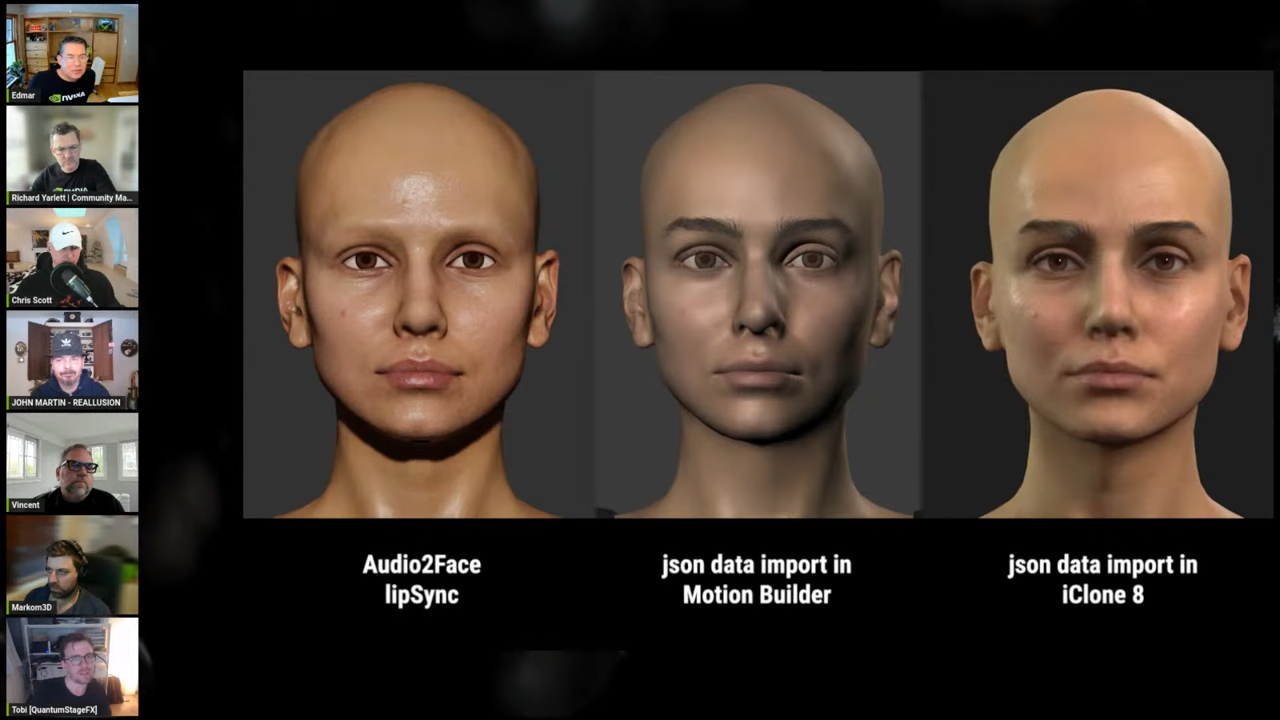 Edmar
NVIDIA
Richard Yarlett | Community Ma...
Chris Scott
JOHN MARTIN - REALLUSION
Vincent
Markom3D
Tobi [QuantumStageFX]
Audio2Face
lipSync
json data import in
Motion Builder
json data import in
iClone 8